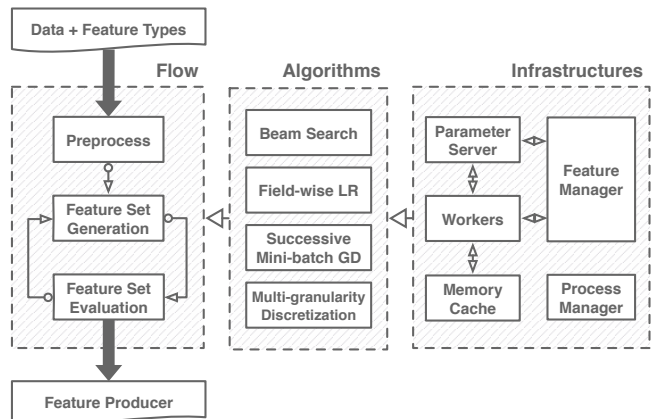 Data + Feature Types
Flow
Preprocess
Feature Set
Generation
Feature Set
Evaluation
Feature Producer
Algorithms
Beam Search
Field-wise LR
Successive
Mini-batch GD
Multi-granularity
Discretization
Infrastructures
Parameter
Server
Workers
Memory
Cache
Feature
Manager
Process
Manager